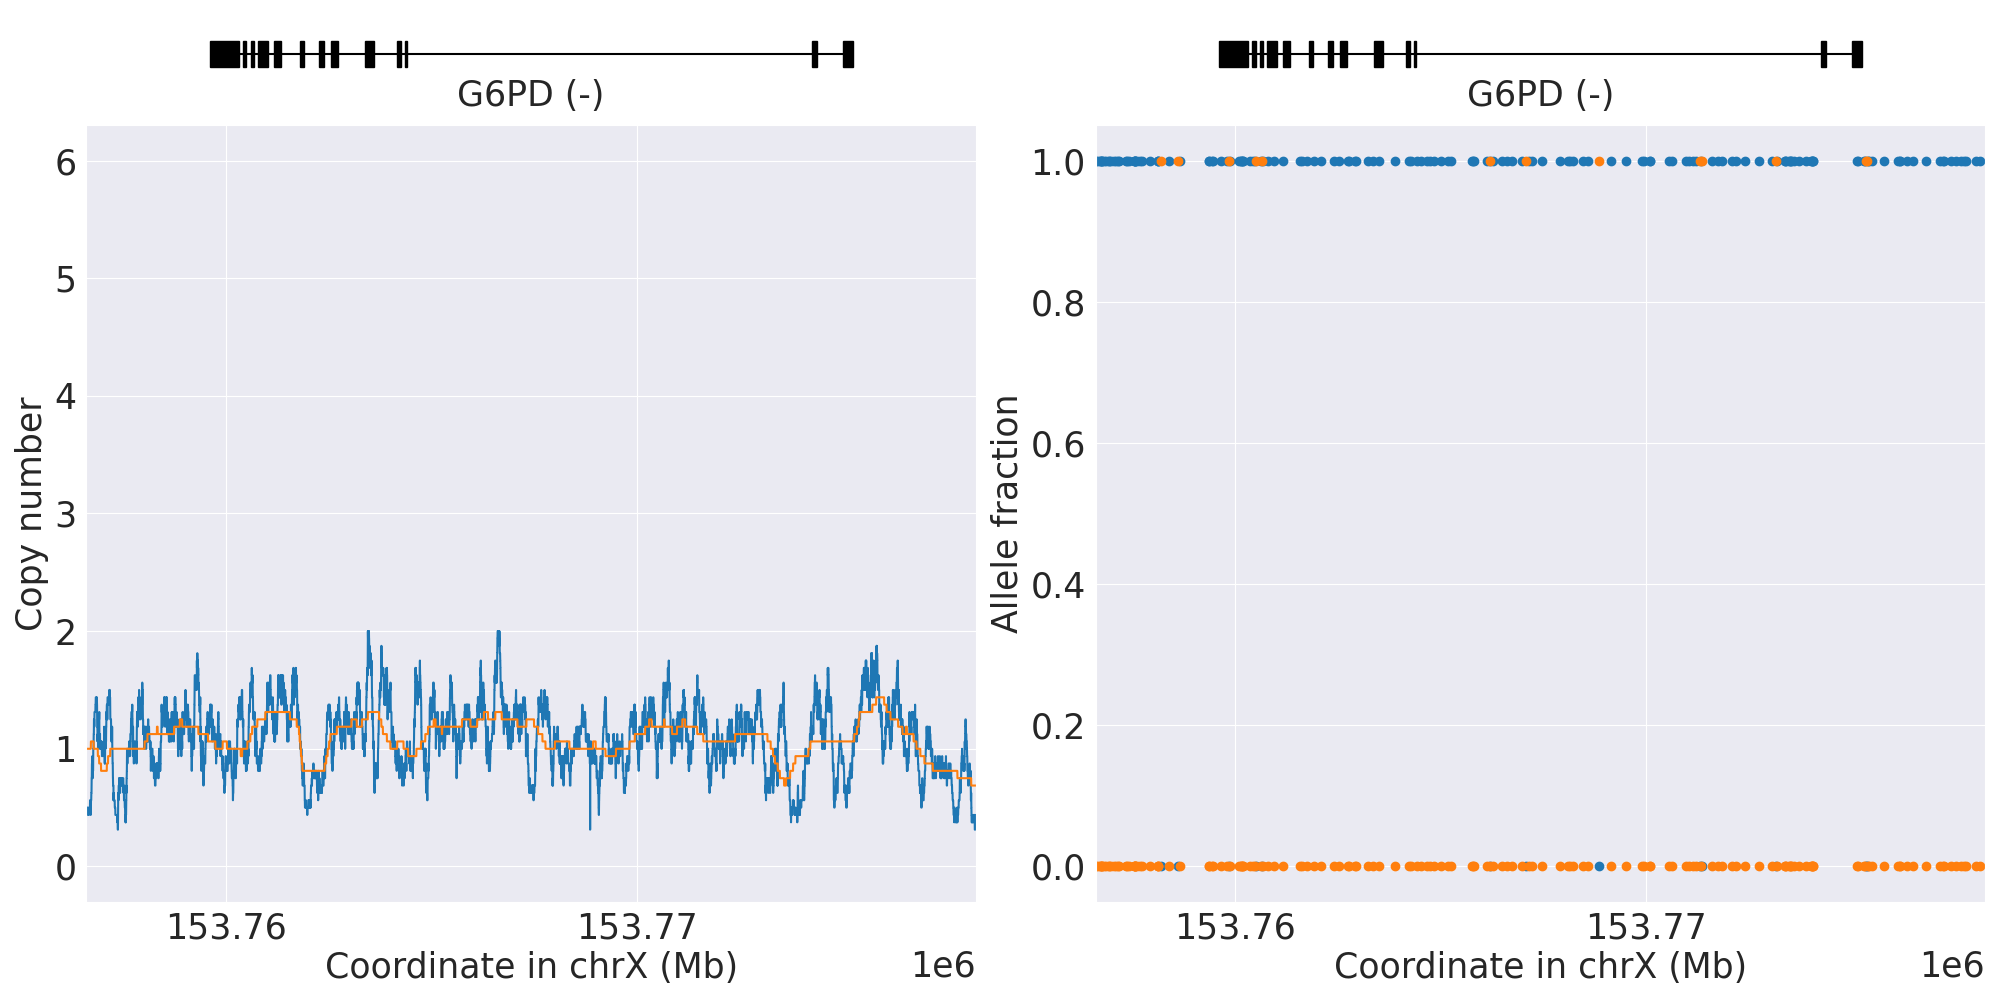 G6PD (-)
6
5
4
3
2
1
0
Copy number
153.76
153.77
Coordinate in chrX (Mb)
1e6
G6PD (-)
1.0
0.8
0.6
0.4
0.2
0.0
Allele fraction
153.76
153.77
Coordinate in chrX (Mb)
1e6